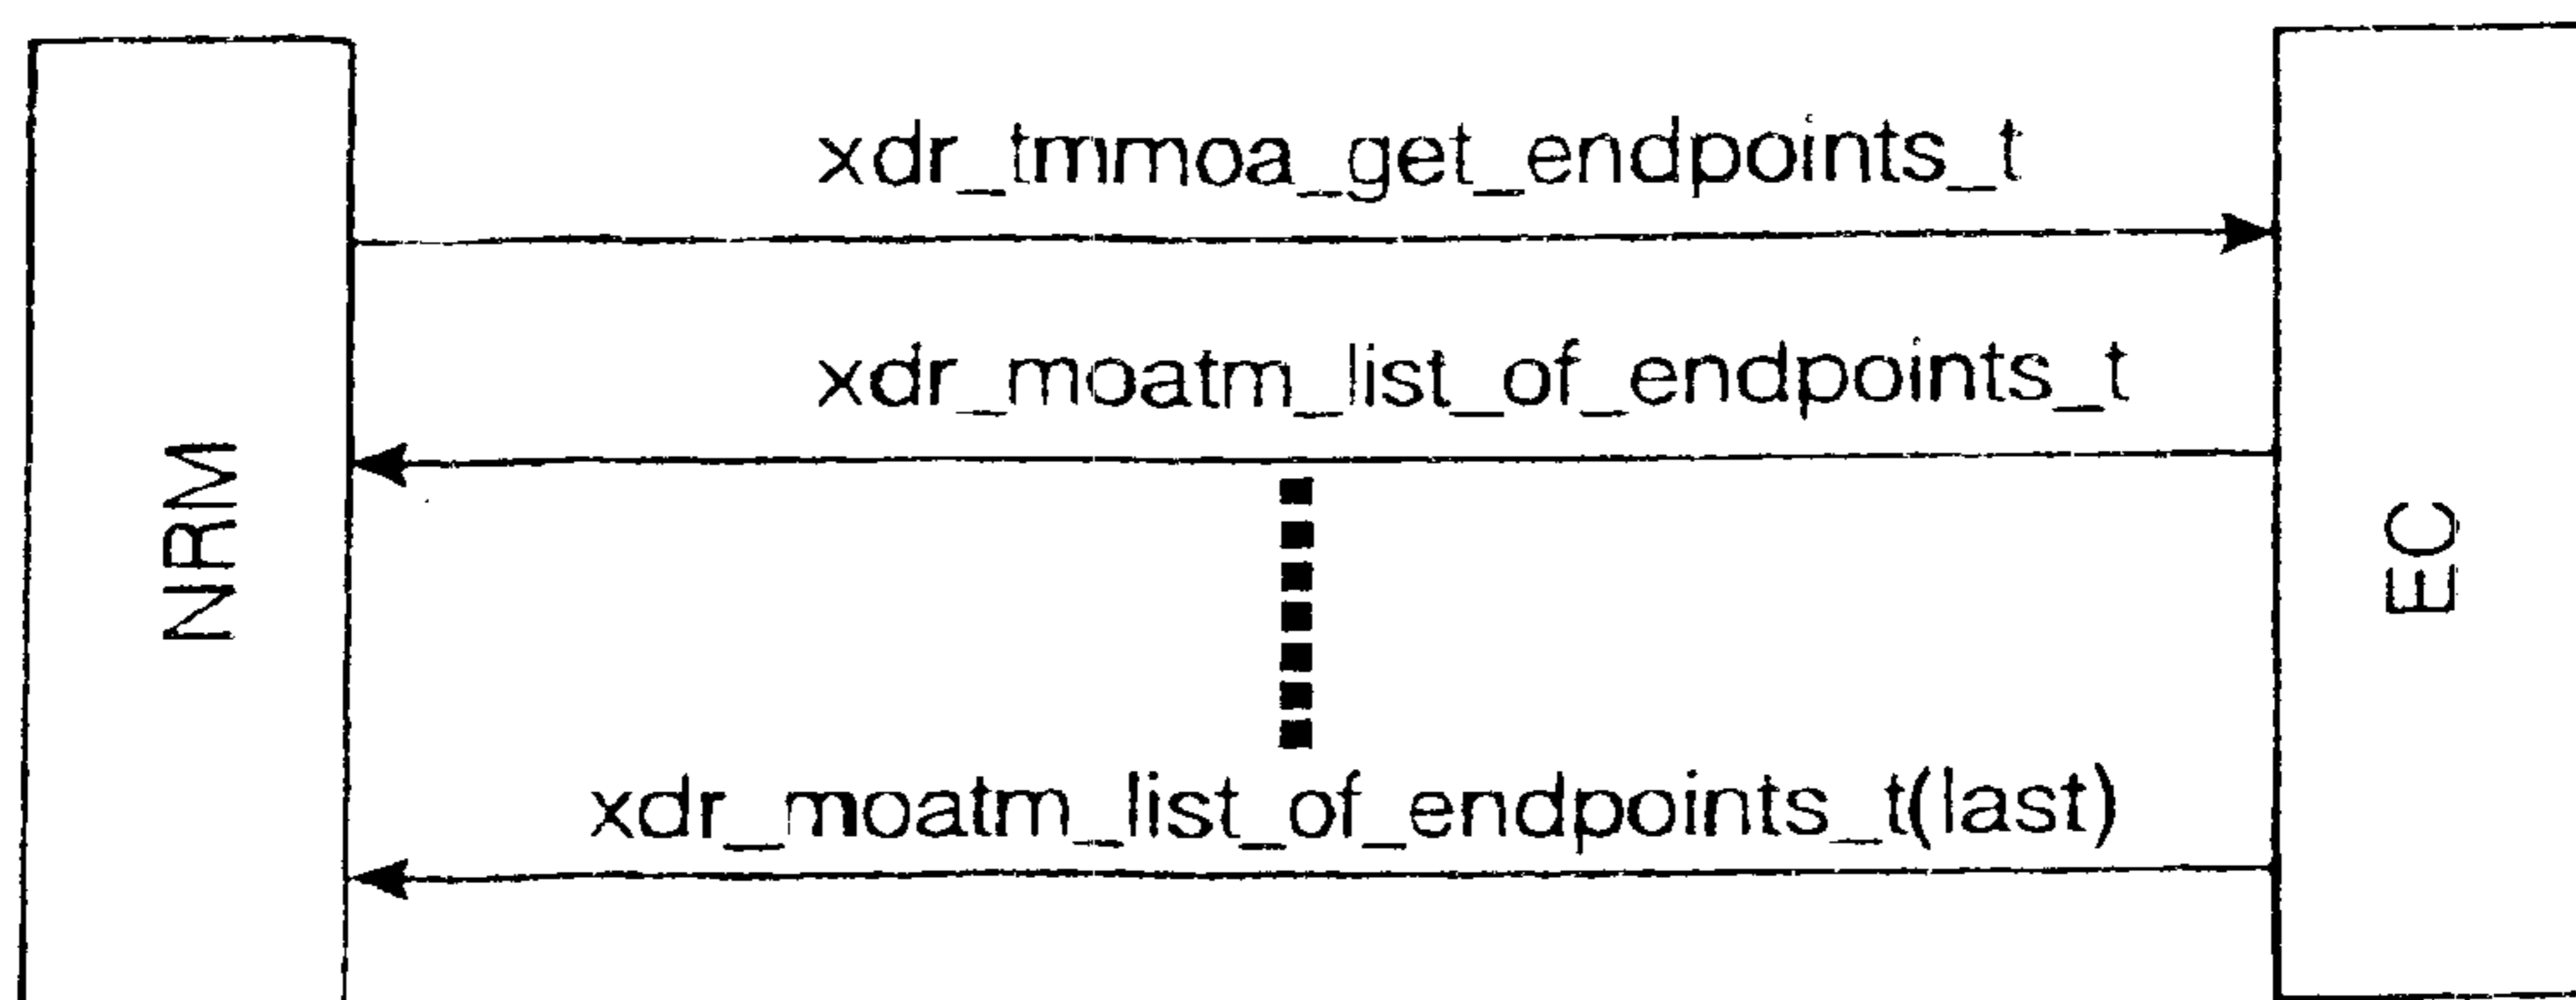 xdr_tmmoa_get_endpoints_t
xdr_moatm_list_of_endpoints_t
NRM
EC
xdr_moatm_list_of_endpoints_t(last)